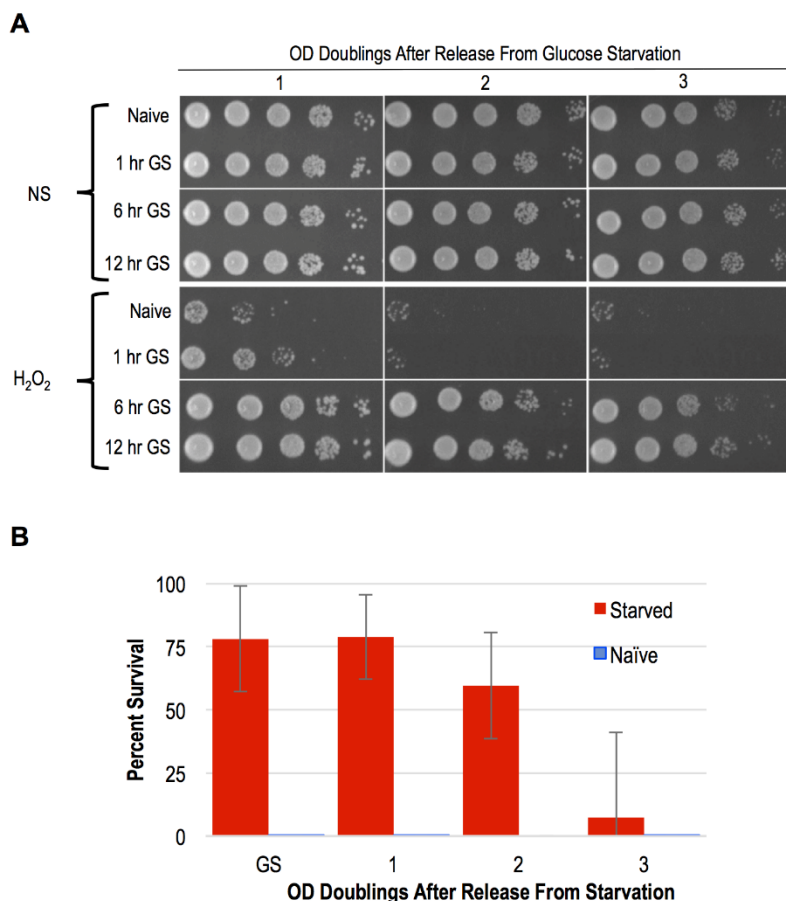 A
OD Doublings After Release From Glucose Starvation
1 2 3
NS
Naive
1 hr GS
6 hr GS
12 hr GS
H₂O₂
Naive
1 hr GS
6 hr GS
12 hr GS
B
Percent Survival
100
75
50
25
0
Starved
Naïve
GS 1 2 3
OD Doublings After Release From Starvation